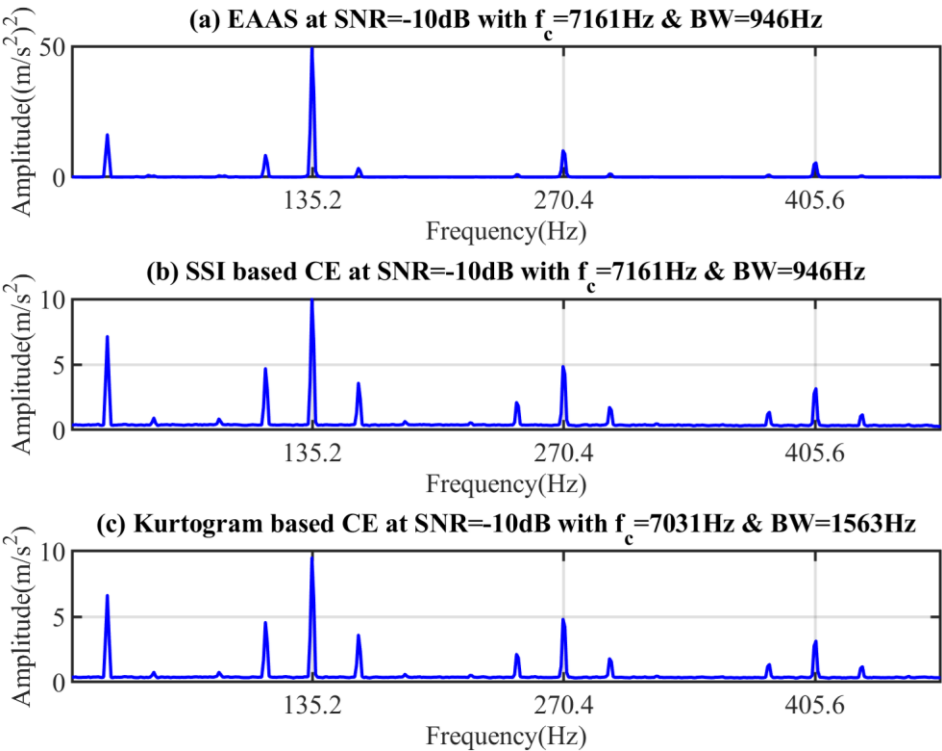 (a) EAAS at SNR=-10dB with f_c=7161Hz & BW=946Hz
Amplitude((m/s²)²)
50
0
135.2 270.4 405.6
Frequency(Hz)
(b) SSI based CE at SNR=-10dB with f_c=7161Hz & BW=946Hz
Amplitude(m/s²)
10
5
0
135.2 270.4 405.6
Frequency(Hz)
(c) Kurtogram based CE at SNR=-10dB with f_c=7031Hz & BW=1563Hz
Amplitude(m/s²)
10
5
0
135.2 270.4 405.6
Frequency(Hz)